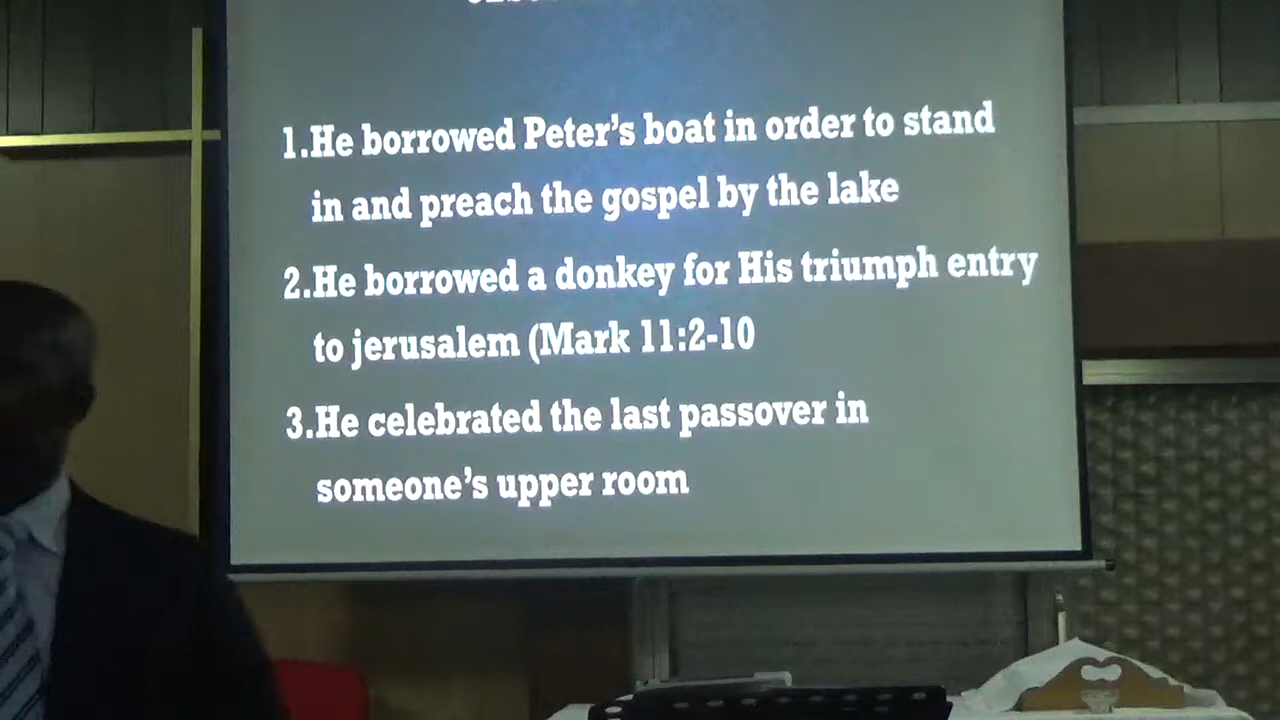 1.He borrowed Peter's boat in order to stand
in and preach the gospel by the lake
2.He borrowed a donkey for His triumph entry
to jerusalem (Mark 11:2-10
3.He celebrated the last passover in
someone's upper room